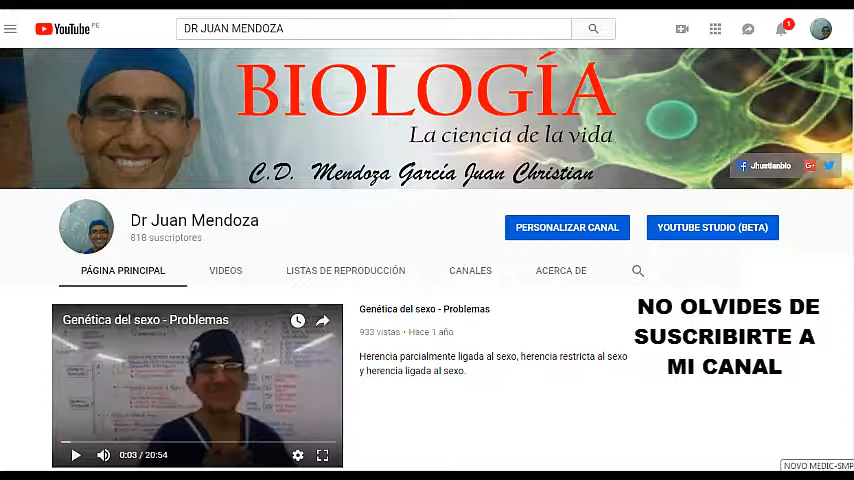 YouTube PE
DR JUAN MENDOZA
1
BIOLOGÍA
La ciencia de la vida
C.D. Mendoza García Juan Christian
Jhustianbio
G+
Dr Juan Mendoza
818 suscriptores
PERSONALIZAR CANAL
YOUTUBE STUDIO (BETA)
PÁGINA PRINCIPAL
VIDEOS
LISTAS DE REPRODUCCIÓN
CANALES
ACERCA DE
Genética del sexo - Problemas
0:03 / 20:54
Genética del sexo - Problemas
933 vistas • Hace 1 año
Herencia parcialmente ligada al sexo, herencia restricta al sexo
y herencia ligada al sexo.
NO OLVIDES DE
SUSCRIBIRTE A
MI CANAL
NOVO MEDIC-SMP